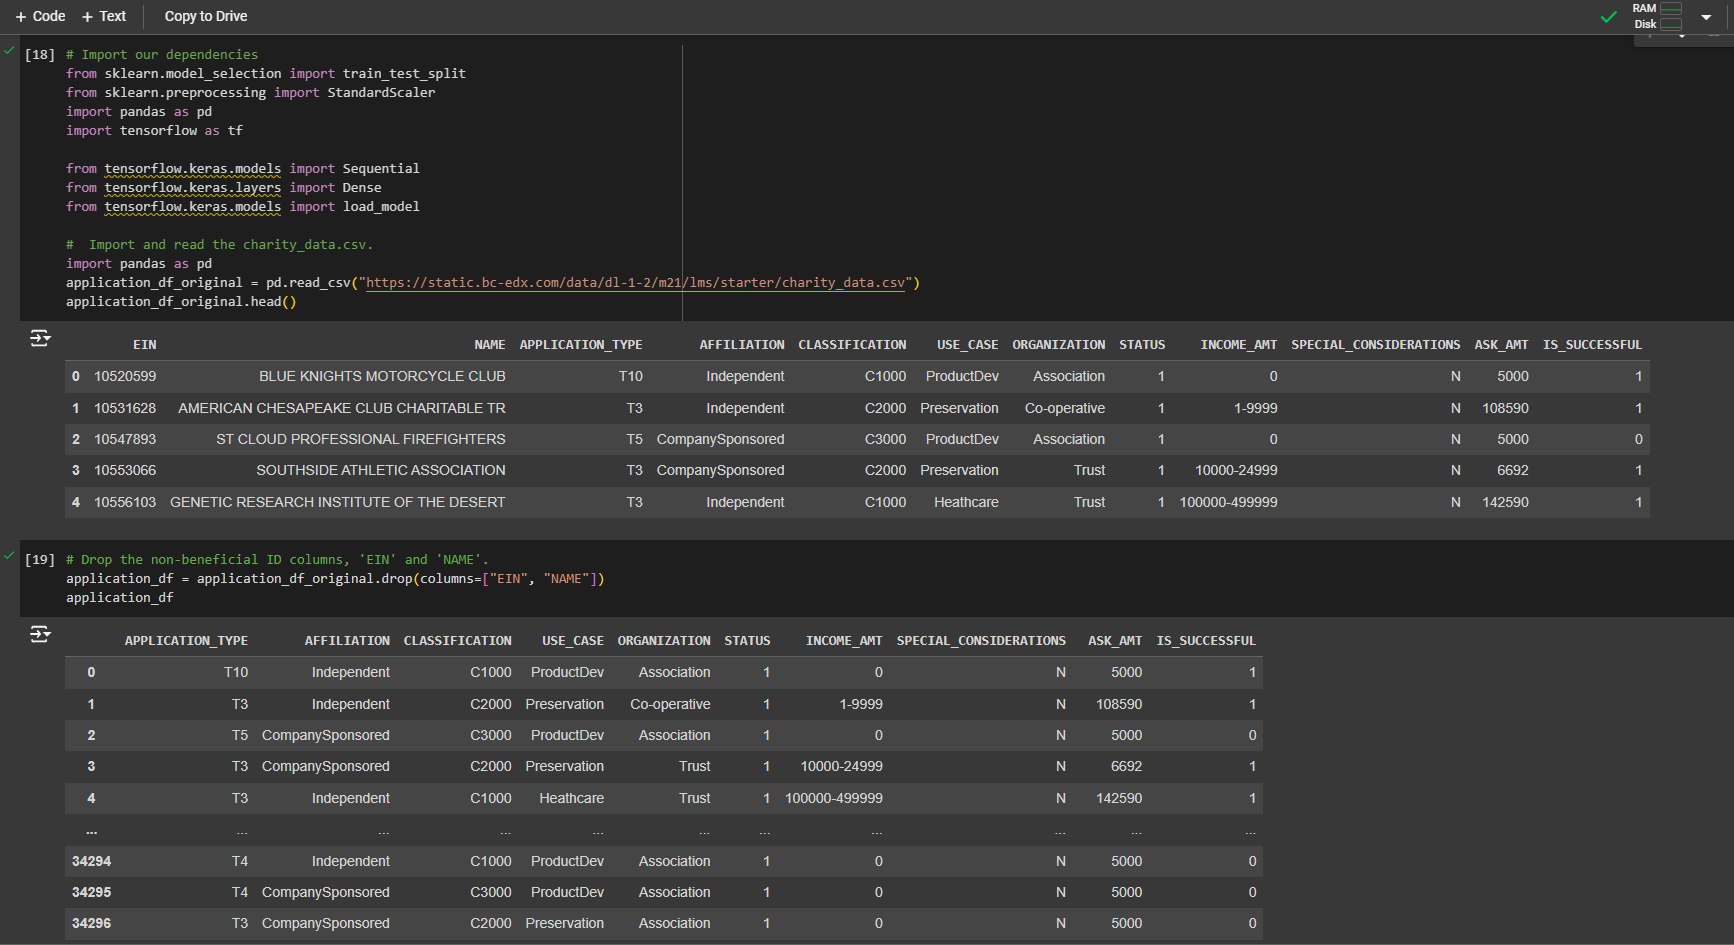 + Code + Text Copy to Drive RAM Disk
[18] # Import our dependencies
from sklearn.model_selection import train_test_split
from sklearn.preprocessing import StandardScaler
import pandas as pd
import tensorflow as tf
from tensorflow.keras.models import Sequential
from tensorflow.keras.layers import Dense
from tensorflow.keras.models import load_model
#  Import and read the charity_data.csv.
import pandas as pd
application_df_original = pd.read_csv("https://static.bc-edx.com/data/dl-1-2/m21/lms/starter/charity_data.csv")
application_df_original.head()
EIN NAME APPLICATION_TYPE AFFILIATION CLASSIFICATION USE_CASE ORGANIZATION STATUS INCOME_AMT SPECIAL_CONSIDERATIONS ASK_AMT IS_SUCCESSFUL
0 10520599 BLUE KNIGHTS MOTORCYCLE CLUB T10 Independent C1000 ProductDev Association 1 0 N 5000 1
1 10531628 AMERICAN CHESAPEAKE CLUB CHARITABLE TR T3 Independent C2000 Preservation Co-operative 1 1-9999 N 108590 1
2 10547893 ST CLOUD PROFESSIONAL FIREFIGHTERS T5 CompanySponsored C3000 ProductDev Association 1 0 N 5000 0
3 10553066 SOUTHSIDE ATHLETIC ASSOCIATION T3 CompanySponsored C2000 Preservation Trust 1 10000-24999 N 6692 1
4 10556103 GENETIC RESEARCH INSTITUTE OF THE DESERT T3 Independent C1000 Heathcare Trust 1 100000-499999 N 142590 1
[19] # Drop the non-beneficial ID columns, 'EIN' and 'NAME'.
application_df = application_df_original.drop(columns=["EIN", "NAME"])
application_df
APPLICATION_TYPE AFFILIATION CLASSIFICATION USE_CASE ORGANIZATION STATUS INCOME_AMT SPECIAL_CONSIDERATIONS ASK_AMT IS_SUCCESSFUL
0 T10 Independent C1000 ProductDev Association 1 0 N 5000 1
1 T3 Independent C2000 Preservation Co-operative 1 1-9999 N 108590 1
2 T5 CompanySponsored C3000 ProductDev Association 1 0 N 5000 0
3 T3 CompanySponsored C2000 Preservation Trust 1 10000-24999 N 6692 1
4 T3 Independent C1000 Heathcare Trust 1 100000-499999 N 142590 1
... ... ... ... ... ... ... ... ... ... ...
34294 T4 Independent C1000 ProductDev Association 1 0 N 5000 0
34295 T4 CompanySponsored C3000 ProductDev Association 1 0 N 5000 0
34296 T3 CompanySponsored C2000 Preservation Association 1 0 N 5000 0